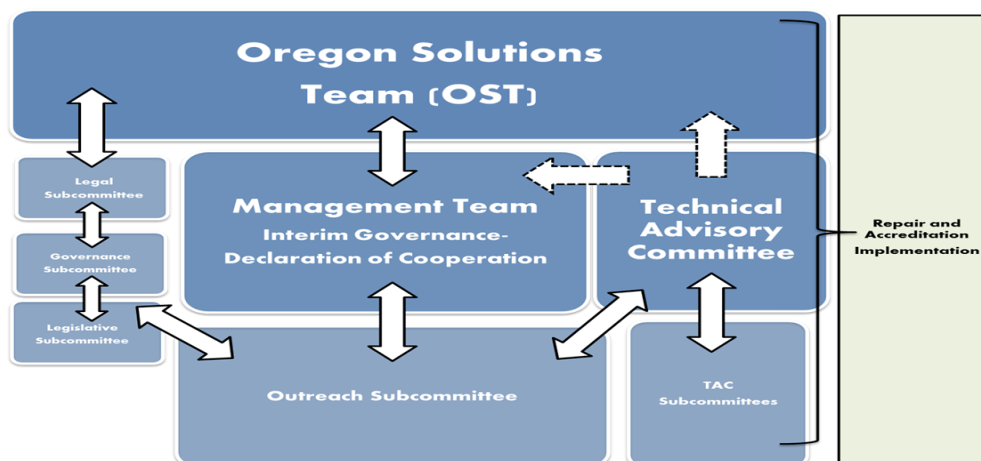 Oregon Solutions
Team (OST)
Legal
Subcommittee
Governance
Subcommittee
Legislative
Subcommittee
Management Team
Interim Governance-
Declaration of Cooperation
Technical
Advisory
Committee
Outreach Subcommittee
TAC
Subcommittees
Repair and
Accreditation
Implementation